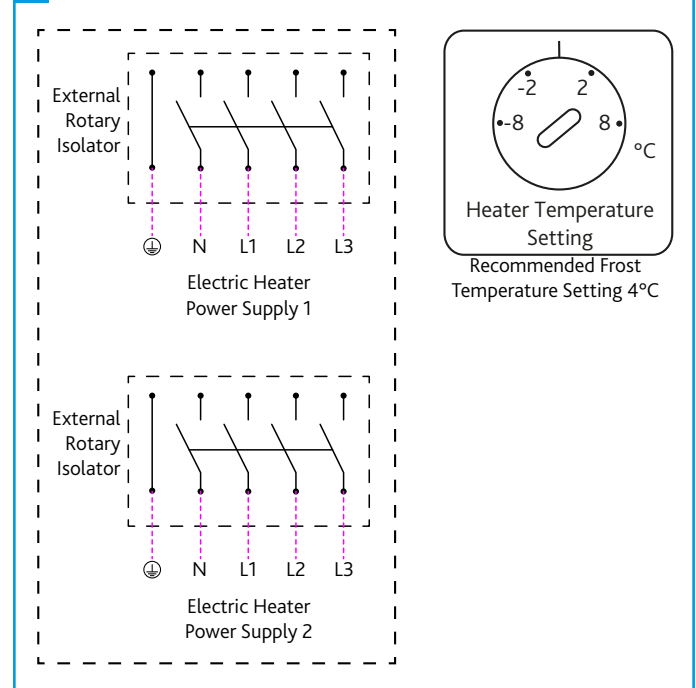 External
Rotary
Isolator
N L1 L2 L3
Electric Heater
Power Supply 1
-2 2
-8 8
°C
Heater Temperature
Setting
Recommended Frost
Temperature Setting 4°C
External
Rotary
Isolator
N L1 L2 L3
Electric Heater
Power Supply 2